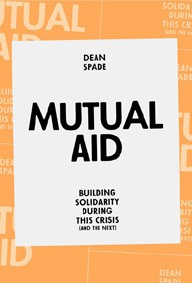 DEAN
SPADE
MUTUAL
AID
BUILDING
SOLIDARITY
DURING
THIS CRISIS
(AND THE NEXT)